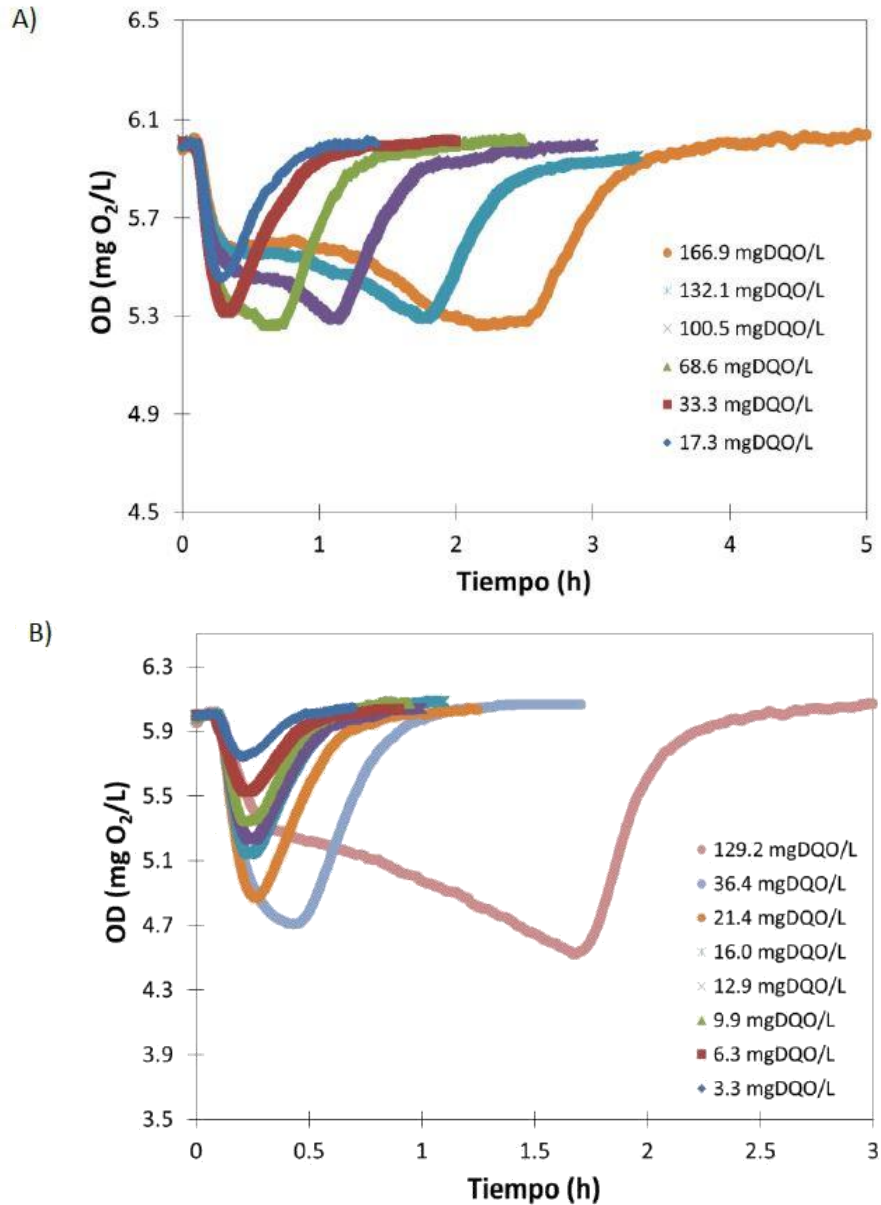 A)
6.5
6.1
5.7
5.3
4.9
4.5
OD (mg O2/L)
166.9 mgDQO/L
132.1 mgDQO/L
100.5 mgDQO/L
68.6 mgDQO/L
33.3 mgDQO/L
17.3 mgDQO/L
0 1 2 3 4 5
Tiempo (h)
B)
6.3
5.9
5.5
5.1
4.7
4.3
3.9
3.5
OD (mg O2/L)
129.2 mgDQO/L
36.4 mgDQO/L
21.4 mgDQO/L
16.0 mgDQO/L
12.9 mgDQO/L
9.9 mgDQO/L
6.3 mgDQO/L
3.3 mgDQO/L
0 0.5 1 1.5 2 2.5 3
Tiempo (h)